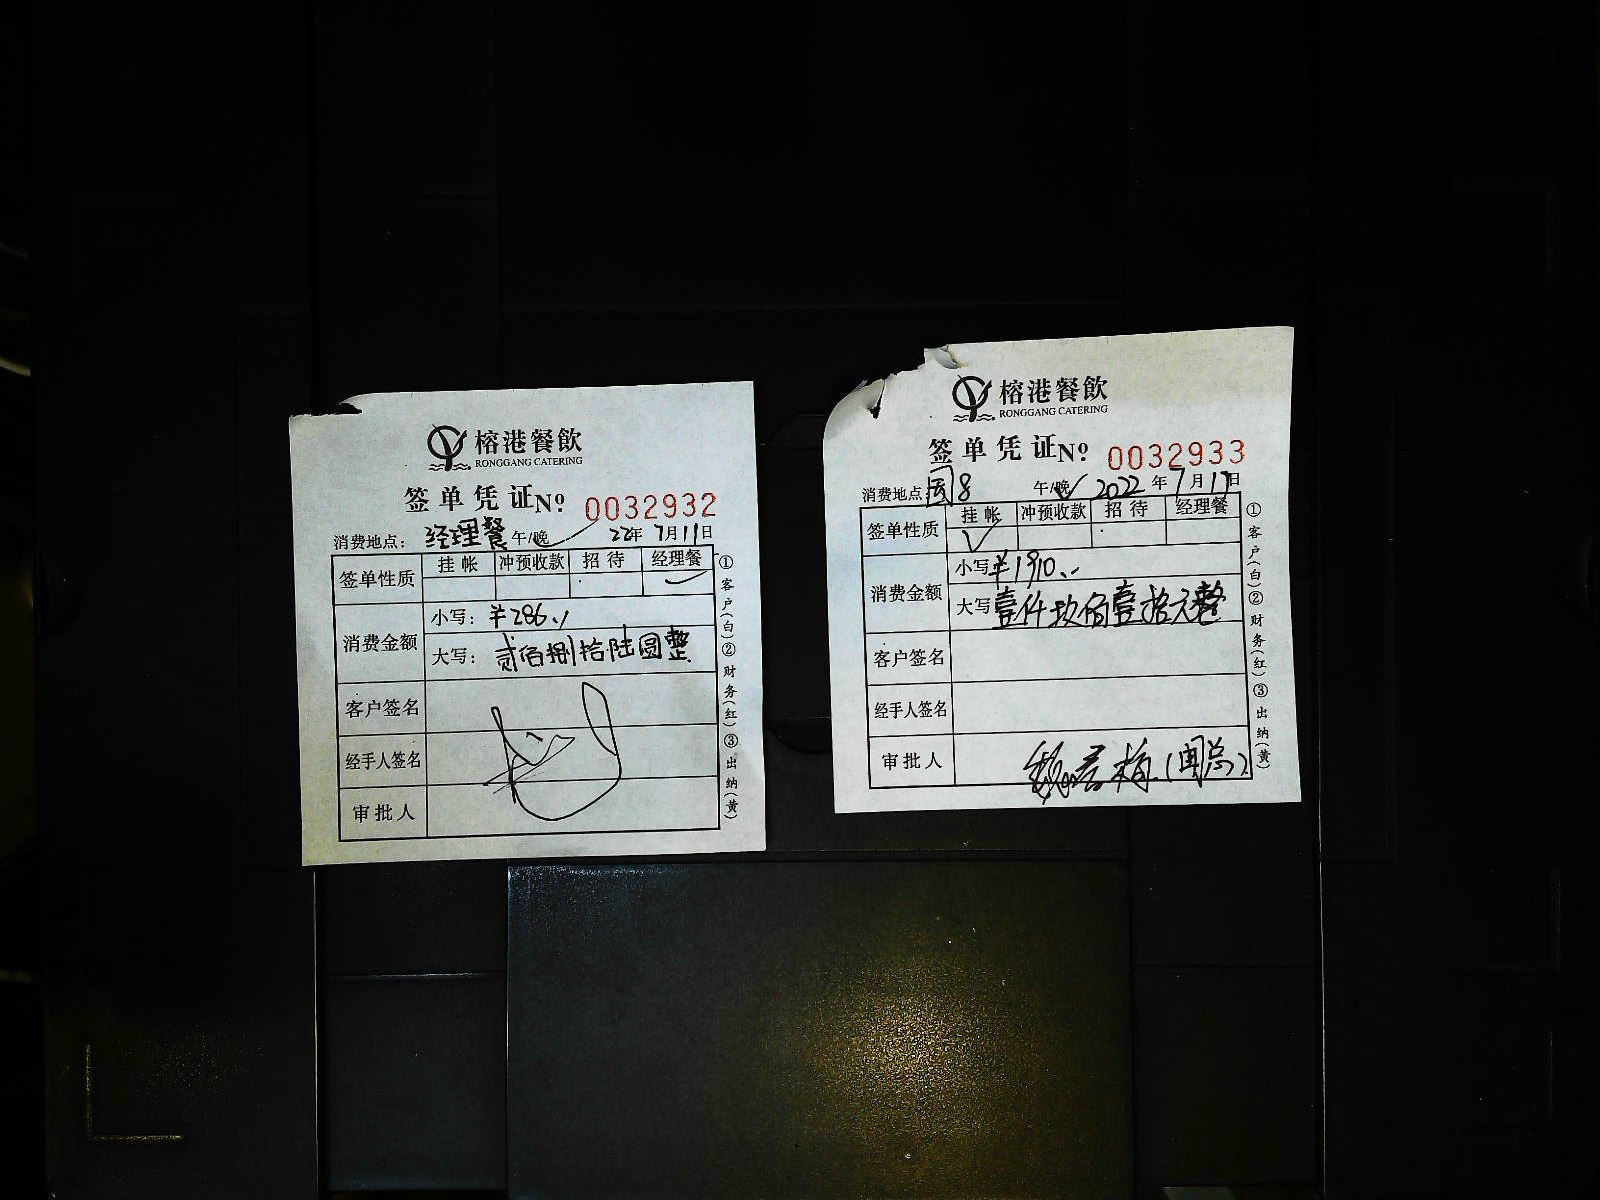 榕港餐飲
RONGGANG CATERING
签单凭证 Nº 0032932
消费地点：经理餐 午/晚 22年7月11日
签单性质 挂帐 冲预收款 招待 经理餐
消费金额 小写：¥286.
大写：贰佰捌拾陆圆整
客户签名
经手人签名
审批人
①客户(白)②财务(红)③出纳(黄)
榕港餐飲
RONGGANG CATERING
签单凭证 Nº 0032933
消费地点：国8 午/晚 2022年7月11日
签单性质 挂帐 冲预收款 招待 经理餐
消费金额 小写¥1910.
大写壹仟玖佰壹拾元整
客户签名
经手人签名
审批人
①客户(白)②财务(红)③出纳(黄)